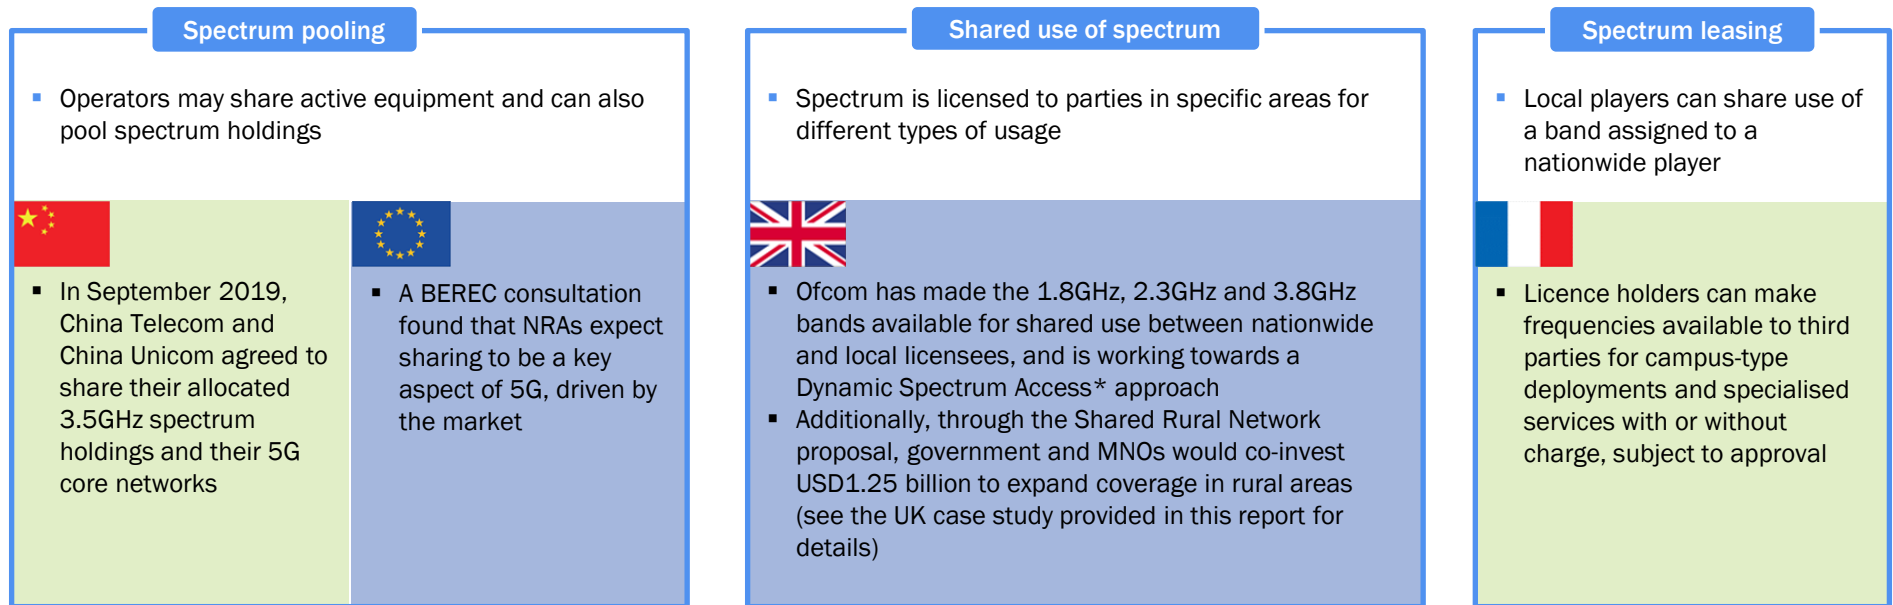 Spectrum pooling
▪ Operators may share active equipment and can also
pool spectrum holdings
▪ In September 2019,
China Telecom and
China Unicom agreed to
share their allocated
3.5GHz spectrum
holdings and their 5G
core networks
▪ A BEREC consultation
found that NRAs expect
sharing to be a key
aspect of 5G, driven by
the market
Shared use of spectrum
▪ Spectrum is licensed to parties in specific areas for
different types of usage
▪ Ofcom has made the 1.8GHz, 2.3GHz and 3.8GHz
bands available for shared use between nationwide
and local licensees, and is working towards a
Dynamic Spectrum Access* approach
▪ Additionally, through the Shared Rural Network
proposal, government and MNOs would co-invest
USD1.25 billion to expand coverage in rural areas
(see the UK case study provided in this report for
details)
Spectrum leasing
▪ Local players can share use of
a band assigned to a
nationwide player
▪ Licence holders can make
frequencies available to third
parties for campus-type
deployments and specialised
services with or without
charge, subject to approval